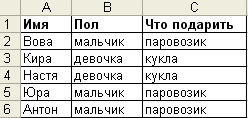 A B C
1 Имя Пол Что подарить
2 Вова мальчик паровозик
3 Кира девочка кукла
4 Настя девочка кукла
5 Юра мальчик паровозик
6 Антон мальчик паровозик